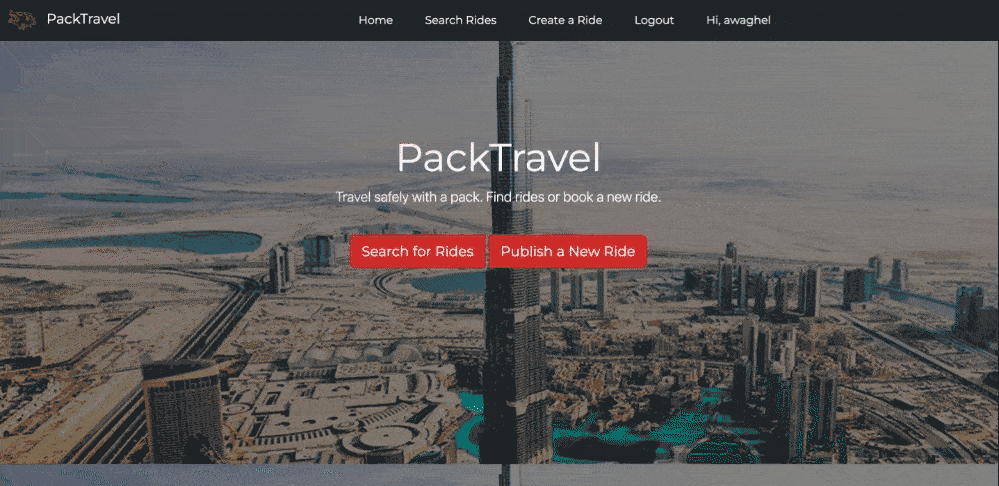 PackTravel Home Search Rides Create a Ride Logout Hi, awaghel
PackTravel
Travel safely with a pack. Find rides or book a new ride.
Search for Rides Publish a New Ride